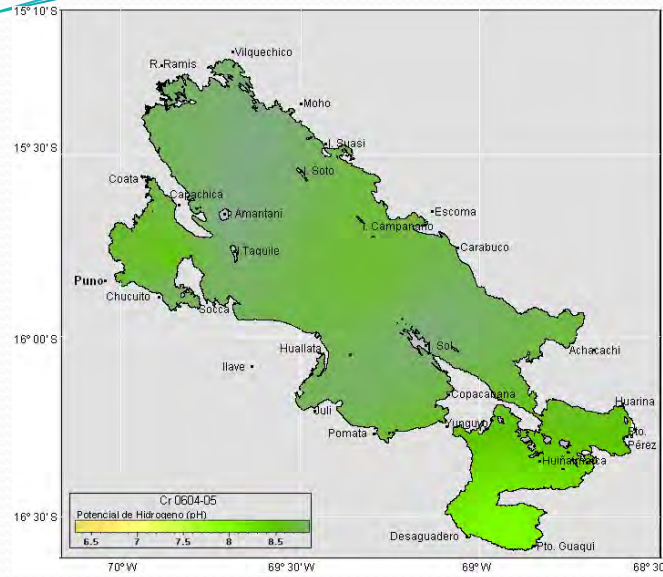 15° 10' S
Vilquechico
R. Ramis
Moho
I. Suasi
15° 30' S
I. Soto
Coata
Capachica
Amantani
Escoma
I. Campanario
Carabuco
I Taquile
Puno
Chucuito
Socca
16° 00' S
Huallata
I. Sol
Achacachi
Ilave
Copacabana
Huarina
Juli
Yunguyo
Pto.
Pomata
Pérez
Huiñaimarca
Cr 0604-05
Potencial de Hidrogeno (pH)
6.5 7 7.5 8 8.5
16° 30' S
Desaguadero
Pto. Guaqui
70° W
69° 30' W
69° W
68° 30